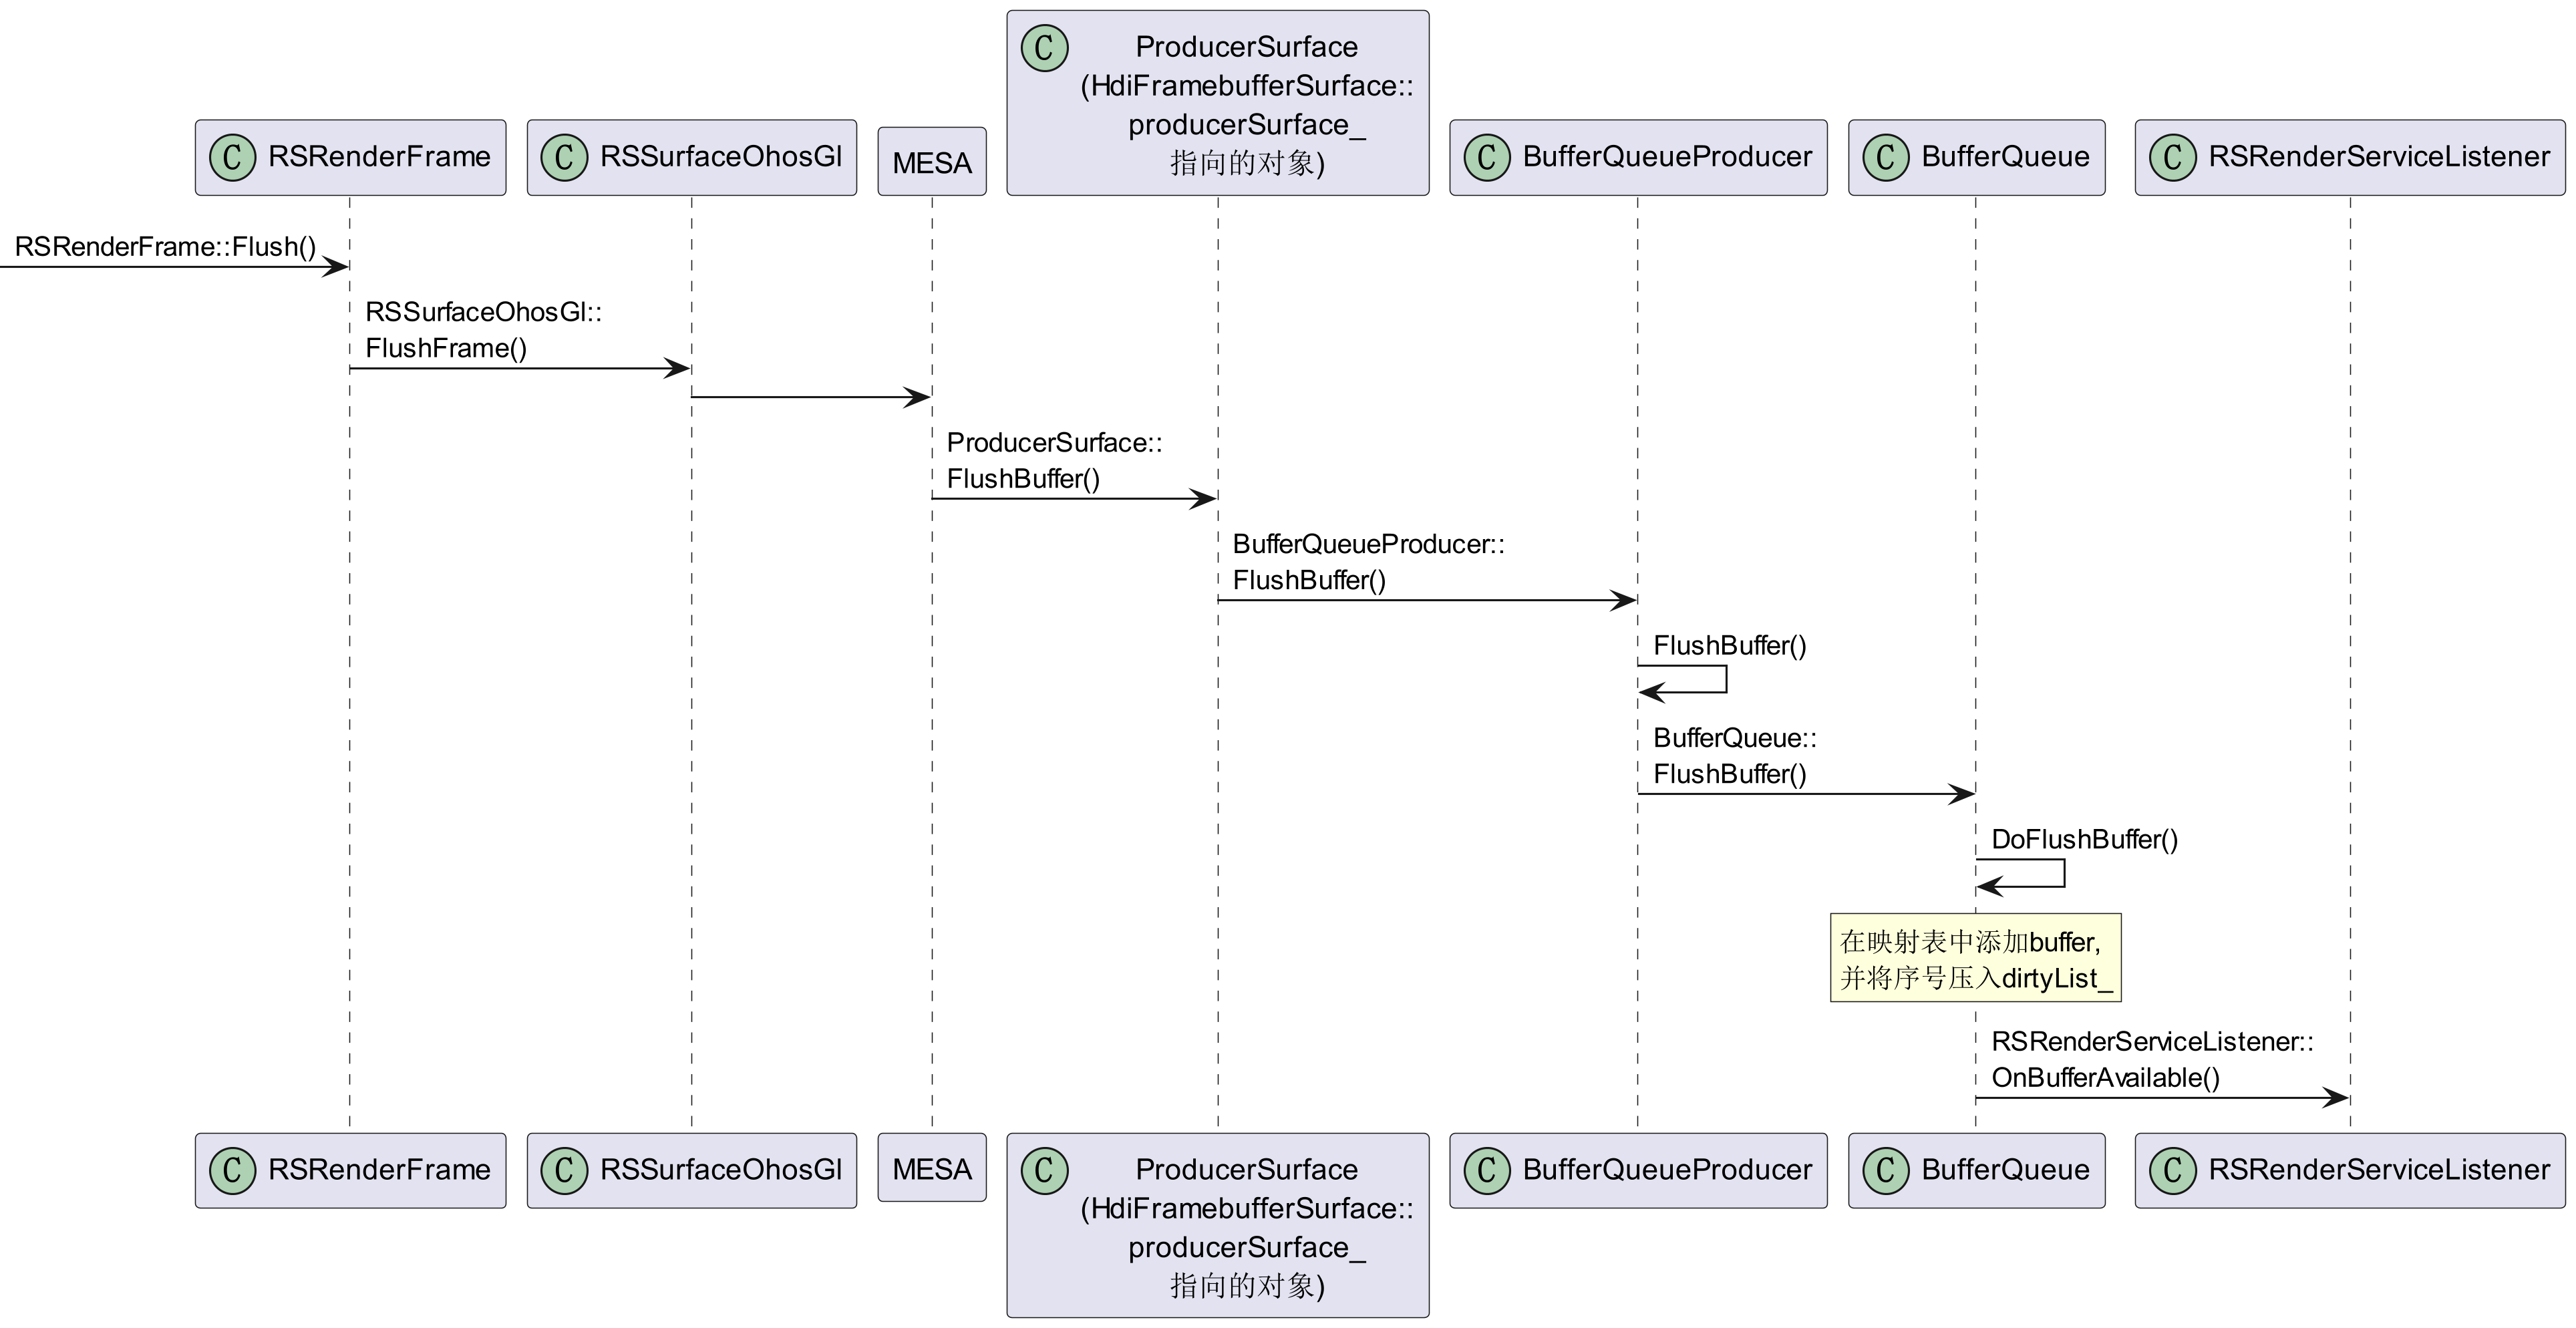 C RSRenderFrame
C RSSurfaceOhosGl
MESA
C ProducerSurface
(HdiFramebufferSurface::
producerSurface_
指向的对象)
C BufferQueueProducer
C BufferQueue
C RSRenderServiceListener
RSRenderFrame::Flush()
RSSurfaceOhosGl::
FlushFrame()
ProducerSurface::
FlushBuffer()
BufferQueueProducer::
FlushBuffer()
FlushBuffer()
BufferQueue::
FlushBuffer()
DoFlushBuffer()
在映射表中添加buffer,
并将序号压入dirtyList_
RSRenderServiceListener::
OnBufferAvailable()
C RSRenderFrame
C RSSurfaceOhosGl
MESA
C ProducerSurface
(HdiFramebufferSurface::
producerSurface_
指向的对象)
C BufferQueueProducer
C BufferQueue
C RSRenderServiceListener